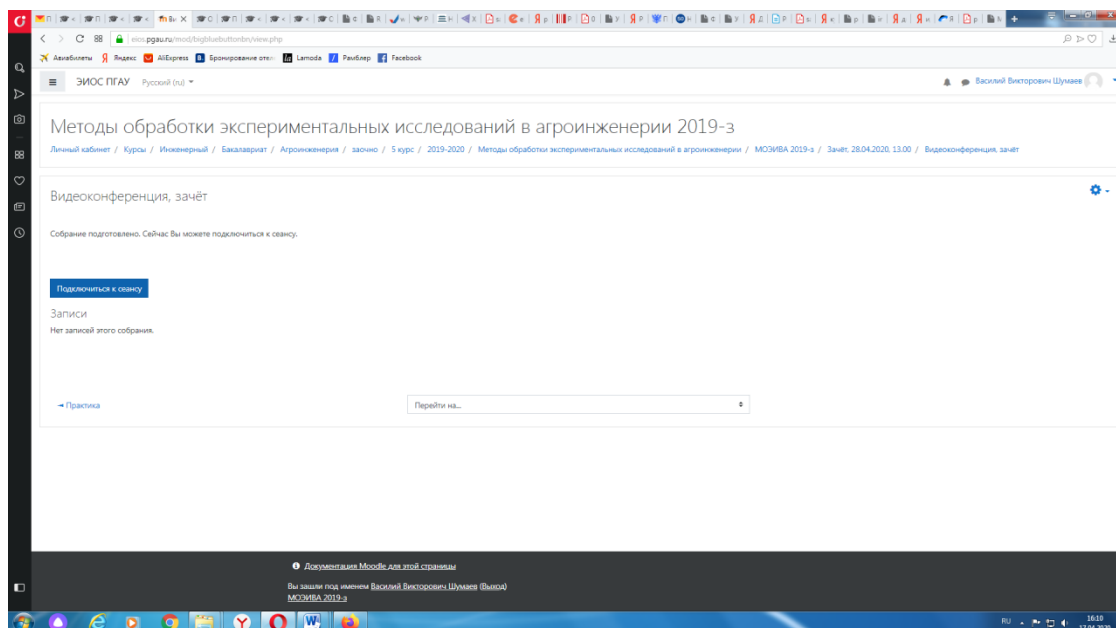 eios.pgau.ru/mod/bigbluebuttonbn/view.php
Авиабилеты Яндекс AliExpress Бронирование отел Lamoda Рамблер Facebook
ЭИОС ПГАУ Русский (ru) Василий Викторович Шумаев
Методы обработки экспериментальных исследований в агроинженерии 2019-з
Личный кабинет / Курсы / Инженерный / Бакалавриат / Агроинженерия / заочно / 5 курс / 2019-2020 / Методы обработки экспериментальных исследований в агроинженерии / МОЭИВА 2019-з / Зачёт, 28.04.2020, 13.00 / Видеоконференция, зачёт
Видеоконференция, зачёт
Собрание подготовлено. Сейчас Вы можете подключиться к сеансу.
Подключиться к сеансу
Записи
Нет записей этого собрания.
Практика
Перейти на...
Документация Moodle для этой страницы
Вы зашли под именем Василий Викторович Шумаев (Выход)
МОЭИВА 2019-з
RU 16:10
17.04.2020